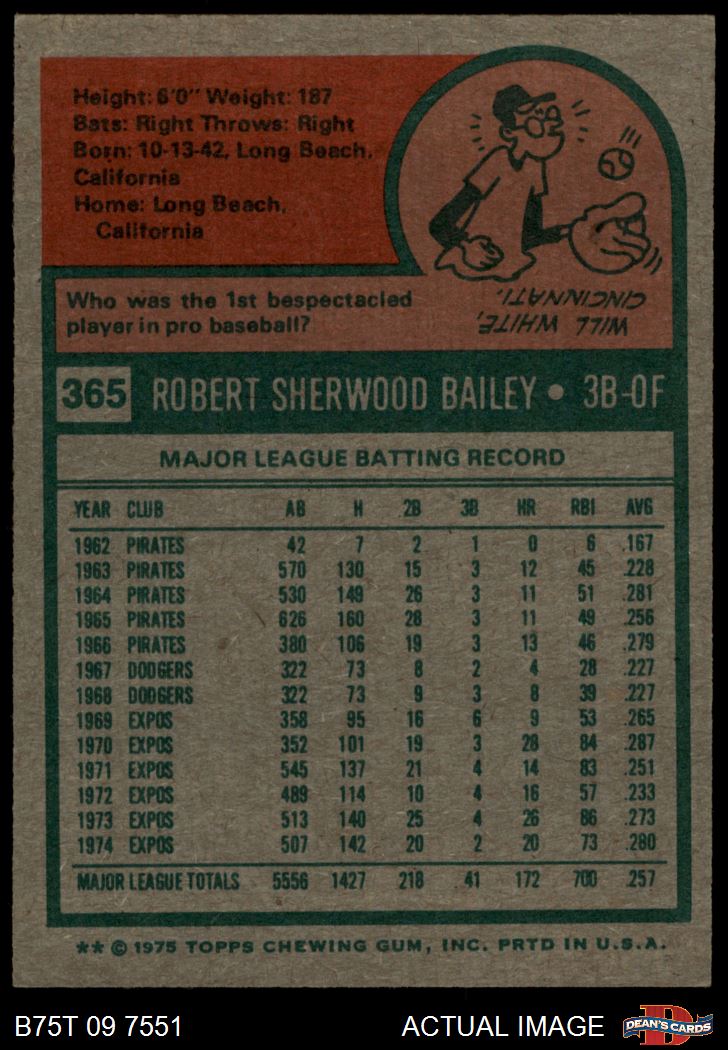 Height: 6'0" Weight: 187
Bats: Right Throws: Right
Born: 10-13-42, Long Beach,
California
Home: Long Beach,
California
Who was the 1st bespectacled
player in pro baseball?
WILL WHITE,
CINCINNATI.
365 ROBERT SHERWOOD BAILEY • 3B-OF
MAJOR LEAGUE BATTING RECORD
YEAR CLUB AB H 2B 3B HR RBI AVG
1962 PIRATES 42 7 2 1 0 6 .167
1963 PIRATES 570 130 15 3 12 45 .228
1964 PIRATES 530 149 26 3 11 51 .281
1965 PIRATES 626 160 28 3 11 49 .256
1966 PIRATES 380 106 19 3 13 46 .279
1967 DODGERS 322 73 8 2 4 28 .227
1968 DODGERS 322 73 9 3 8 39 .227
1969 EXPOS 358 95 16 6 9 53 .265
1970 EXPOS 352 101 19 3 28 84 .287
1971 EXPOS 545 137 21 4 14 83 .251
1972 EXPOS 489 114 10 4 16 57 .233
1973 EXPOS 513 140 25 4 26 86 .273
1974 EXPOS 507 142 20 2 20 73 .280
MAJOR LEAGUE TOTALS 5556 1427 218 41 172 700 .257
** © 1975 TOPPS CHEWING GUM, INC. PRTD IN U.S.A.
B75T 09 7551 ACTUAL IMAGE
D
DEAN'S CARDS